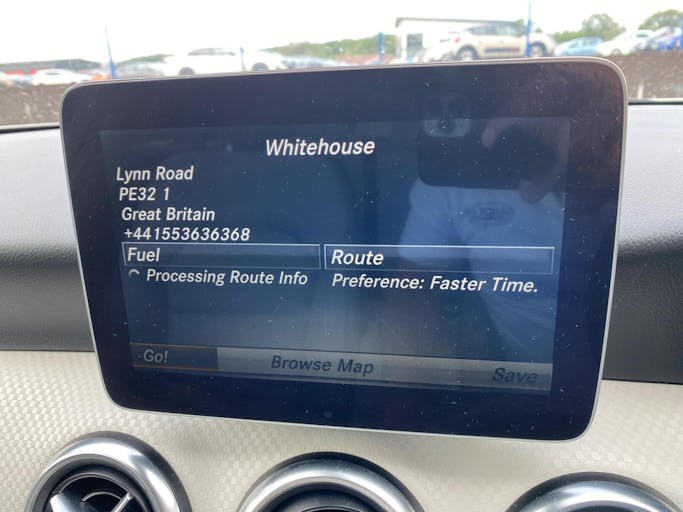 Whitehouse
Lynn Road
PE32 1
Great Britain
+441553636368
Fuel
Route
Processing Route Info
Preference: Faster Time.
Go!
Browse Map
Save